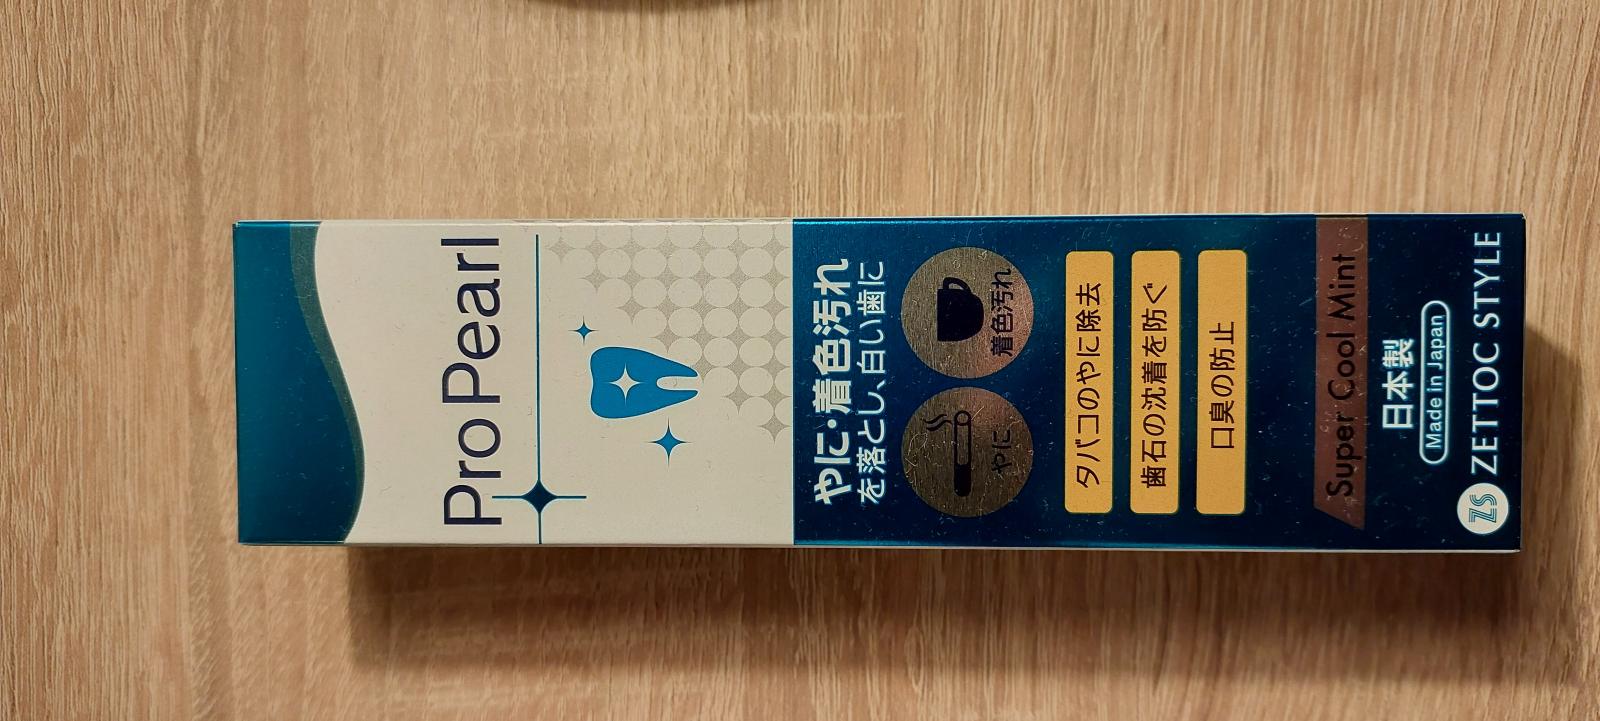 Pro Pearl
やに・着色汚れ
を落とし、白い歯に
やに
着色汚れ
タバコのやに除去
歯石の沈着を防ぐ
口臭の防止
Super Cool Mint
日本製
Made in Japan
ZS ZETTOC STYLE